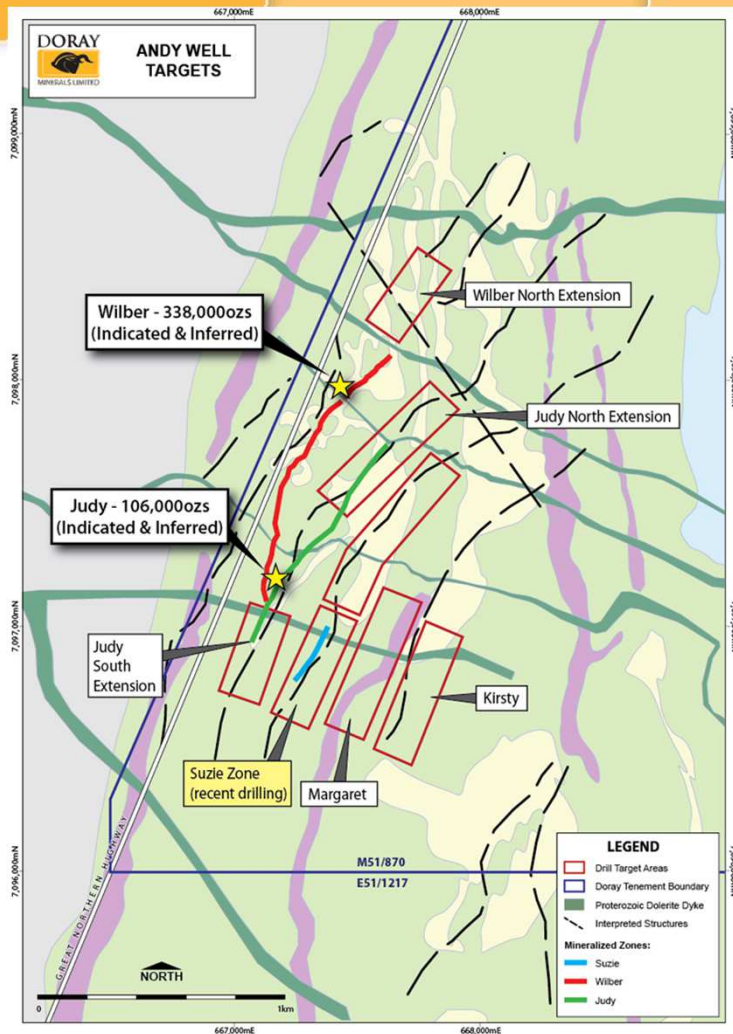 667,000mE
668,000mE
DORAY
MINERALS LIMITED
ANDY WELL
TARGETS
7,099,000mN
Wilber North Extension
Wilber - 338,000ozs
(Indicated & Inferred)
7,098,000mN
Judy North Extension
Judy - 106,000ozs
(Indicated & Inferred)
7,097,000mN
Judy
South
Extension
Kirsty
Suzie Zone
(recent drilling)
Margaret
GREAT NORTHERN HIGHWAY
M51/870
7,096,000mN
E51/1217
LEGEND
Drill Target Areas
Doray Tenement Boundary
Proterozoic Dolerite Dyke
Interpreted Structures
Mineralized Zones:
Suzie
Wilber
Judy
NORTH
0
1km
667,000mE
668,000mE